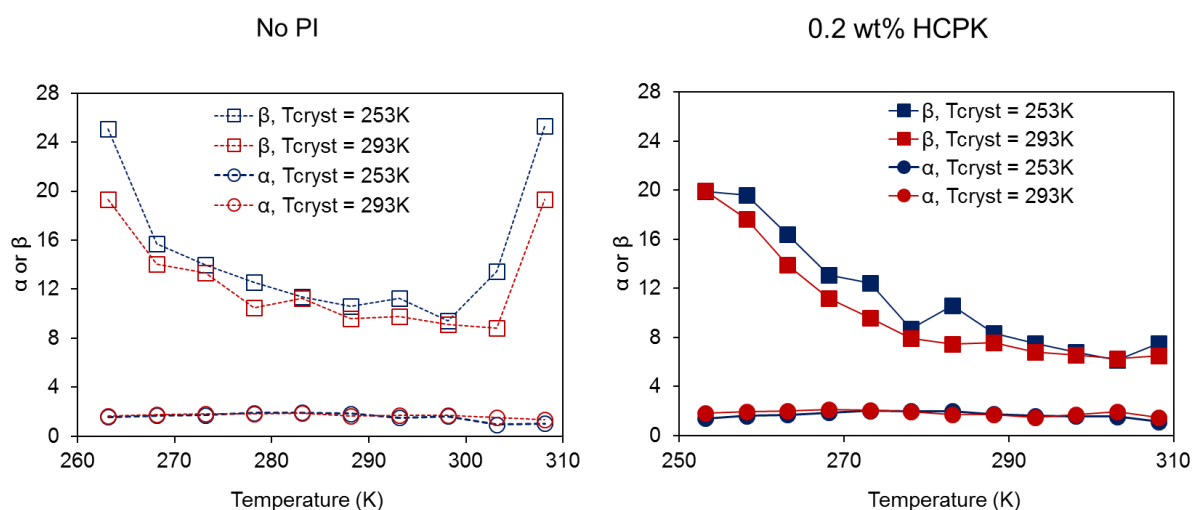 No PI
0.2 wt% HCPK
28
24
20
16
12
8
4
0
α or β
β, Tcryst = 253K
β, Tcryst = 293K
α, Tcryst = 253K
α, Tcryst = 293K
260
270
280
290
300
310
Temperature (K)
28
24
20
16
12
8
4
0
α or β
β, Tcryst = 253K
β, Tcryst = 293K
α, Tcryst = 253K
α, Tcryst = 293K
250
270
290
310
Temperature (K)